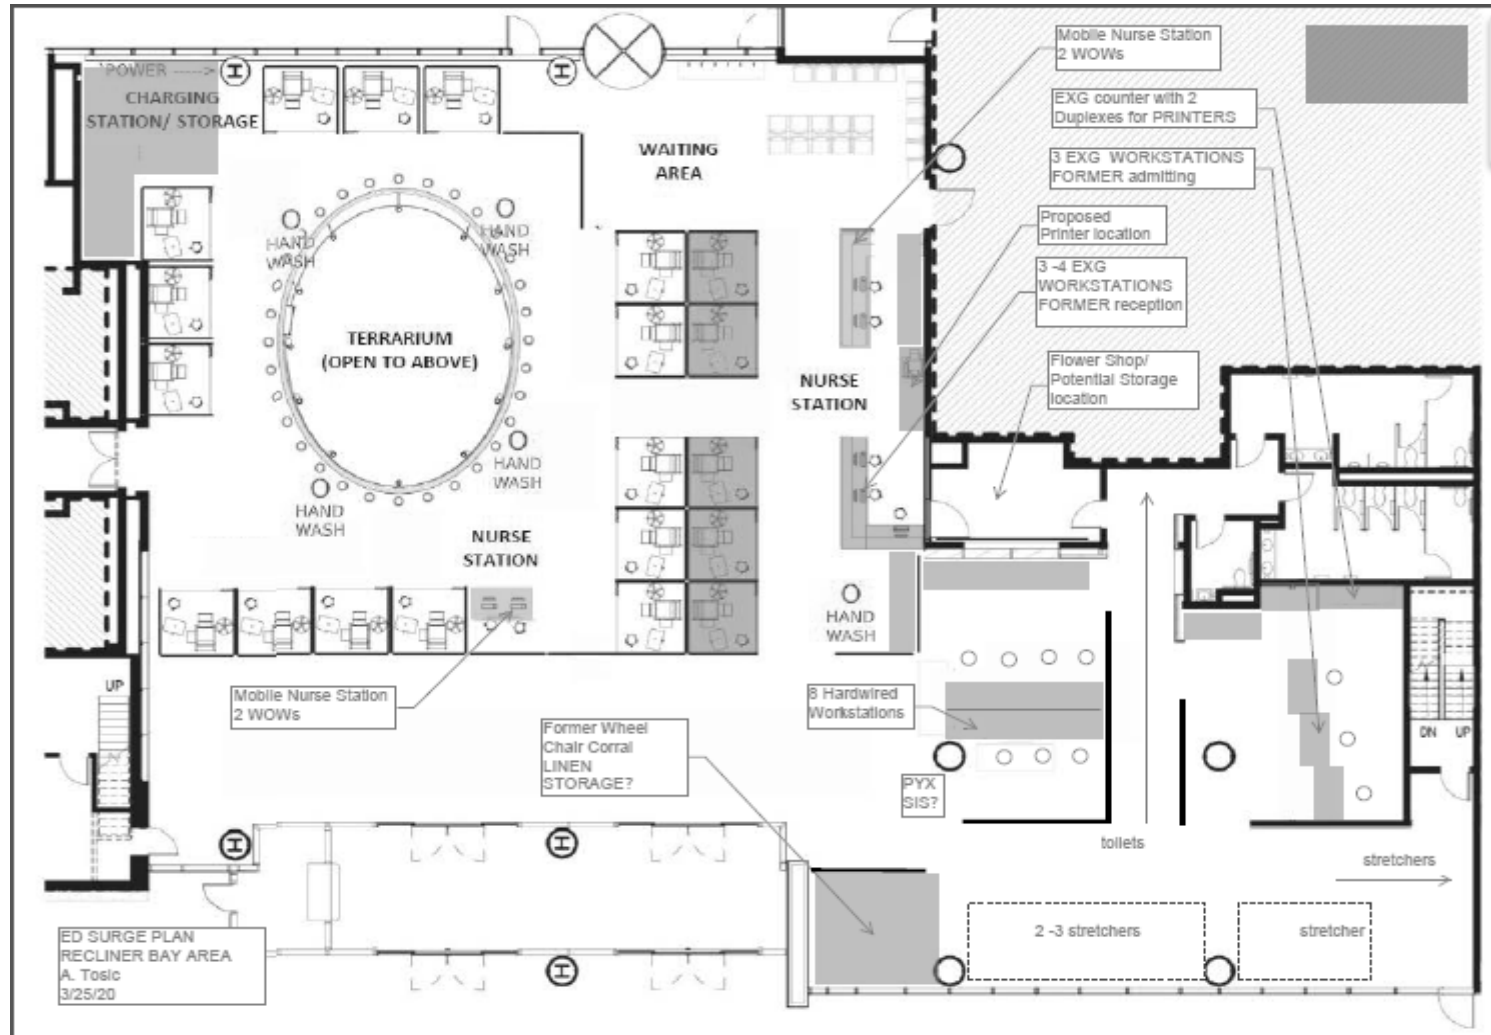 POWER ---->
CHARGING
STATION/ STORAGE
WAITING
AREA
Mobile Nurse Station
2 WOWs
EXG counter with 2
Duplexes for PRINTERS
3 EXG WORKSTATIONS
FORMER admitting
Proposed
Printer location
3 -4 EXG
WORKSTATIONS
FORMER reception
Flower Shop/
Potential Storage
location
HAND
WASH
HAND
WASH
TERRARIUM
(OPEN TO ABOVE)
NURSE
STATION
HAND
WASH
HAND
WASH
NURSE
STATION
HAND
WASH
UP
Mobile Nurse Station
2 WOWs
8 Hardwired
Workstations
Former Wheel
Chair Corral
LINEN
STORAGE?
PYX
SIS?
DN UP
toilets
stretchers
2 -3 stretchers
stretcher
ED SURGE PLAN
RECLINER BAY AREA
A. Tosic
3/25/20
H
H
H
H
H